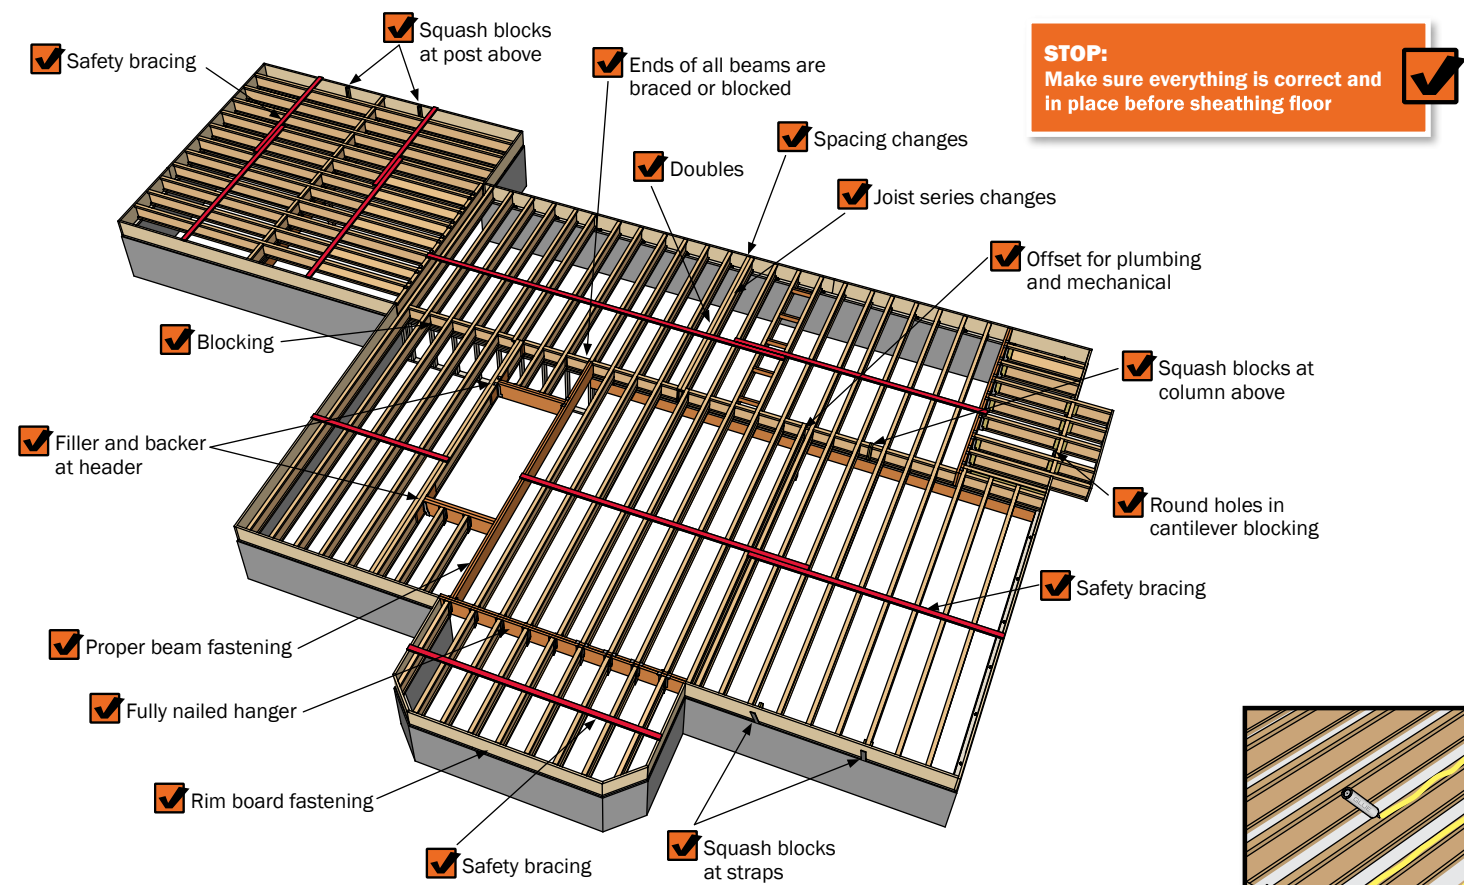 Squash blocks
at post above
Safety bracing
Ends of all beams are
braced or blocked
STOP:
Make sure everything is correct and
in place before sheathing floor
Spacing changes
Doubles
Joist series changes
Offset for plumbing
and mechanical
Blocking
Squash blocks at
column above
Filler and backer
at header
Round holes in
cantilever blocking
Safety bracing
Proper beam fastening
Fully nailed hanger
Rim board fastening
Safety bracing
Squash blocks
at straps
GLUE